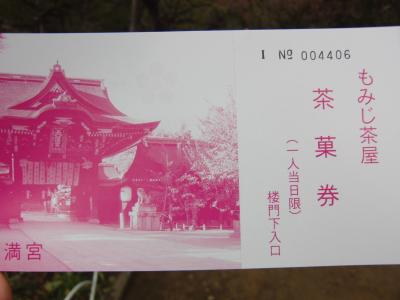 I № 004406
もみじ茶屋
茶菓券
(一人当日限)
楼門下入口
満宮